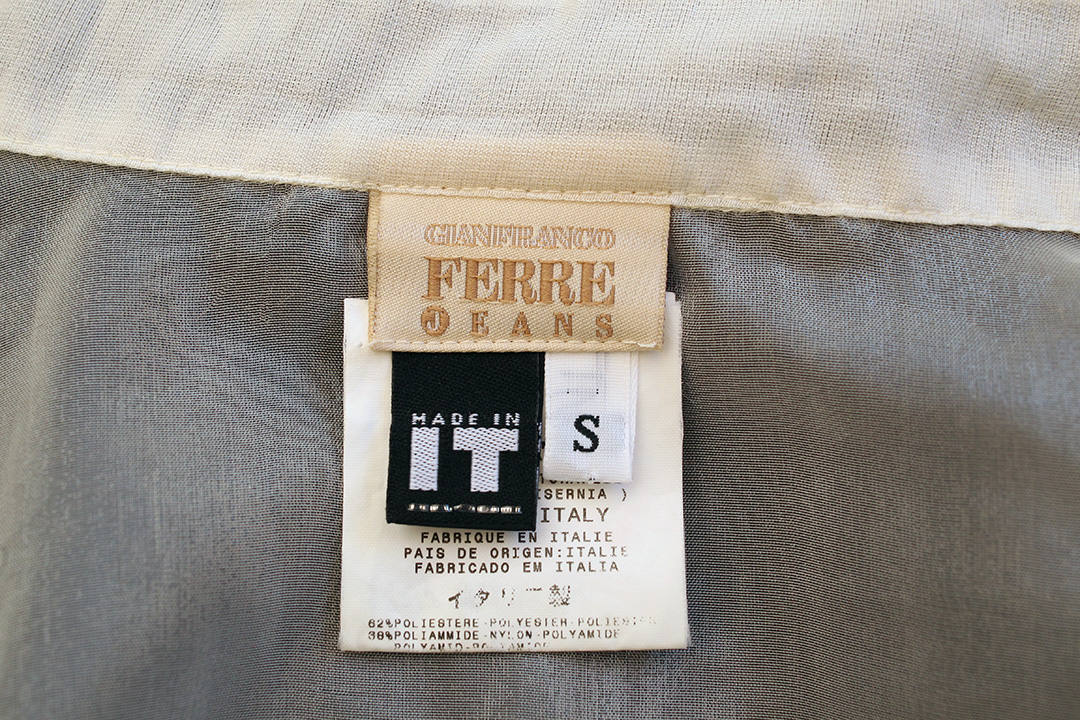 GIANFRANCO
FERRE
JEANS
MADE IN
IT
S
ISERNIA )
ITALY
FABRIQUE EN ITALIE
PAIS DE ORIGEN:ITALIE
FABRICADO EM ITALIA
イタリー製
62%POLIESTERE-POLYESTER-POLIESTER
38%POLIAMMIDE-NYLON-POLYAMIDE